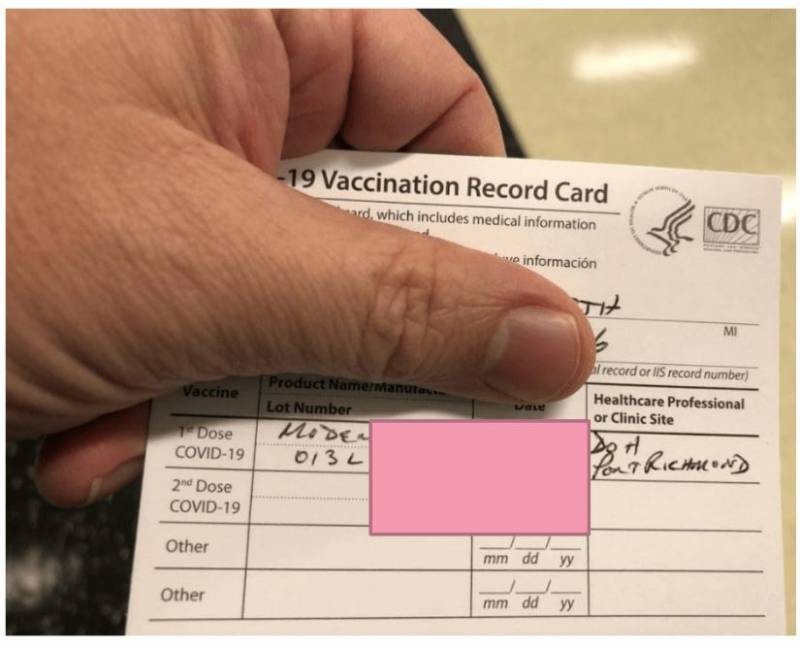 -19 Vaccination Record Card
CDC
ard, which includes medical information
ve información
TH
6
MI
al record or IIS record number)
Vaccine
Product Name/Manufac
Lot Number
Date
Healthcare Professional
or Clinic Site
1st Dose
COVID-19
MODE
013L
DOH
PORT RICHMOND
2nd Dose
COVID-19
Other
mm dd yy
Other
mm dd yy